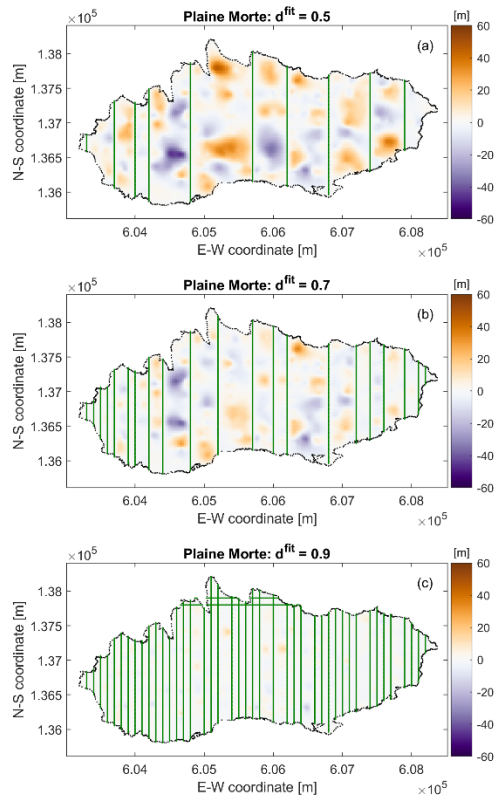 Plaine Morte: d^fit = 0.5
[m]
×10^5
(a)
60
1.38
40
1.375
20
1.37
0
1.365
-20
1.36
-40
-60
N-S coordinate [m]
6.04 6.05 6.06 6.07 6.08
E-W coordinate [m]
×10^5
Plaine Morte: d^fit = 0.7
[m]
×10^5
(b)
60
1.38
40
1.375
20
1.37
0
1.365
-20
1.36
-40
-60
N-S coordinate [m]
6.04 6.05 6.06 6.07 6.08
E-W coordinate [m]
×10^5
Plaine Morte: d^fit = 0.9
[m]
×10^5
(c)
60
1.38
40
1.375
20
1.37
0
1.365
-20
1.36
-40
-60
N-S coordinate [m]
6.04 6.05 6.06 6.07 6.08
E-W coordinate [m]
×10^5